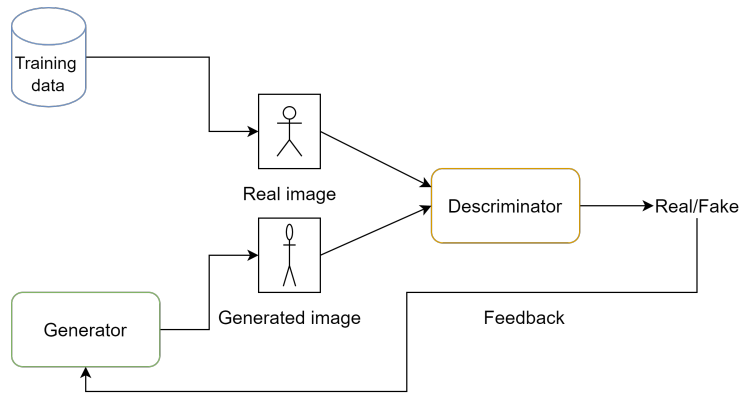 Training
data
Real image
Descriminator
Real/Fake
Generated image
Generator
Feedback